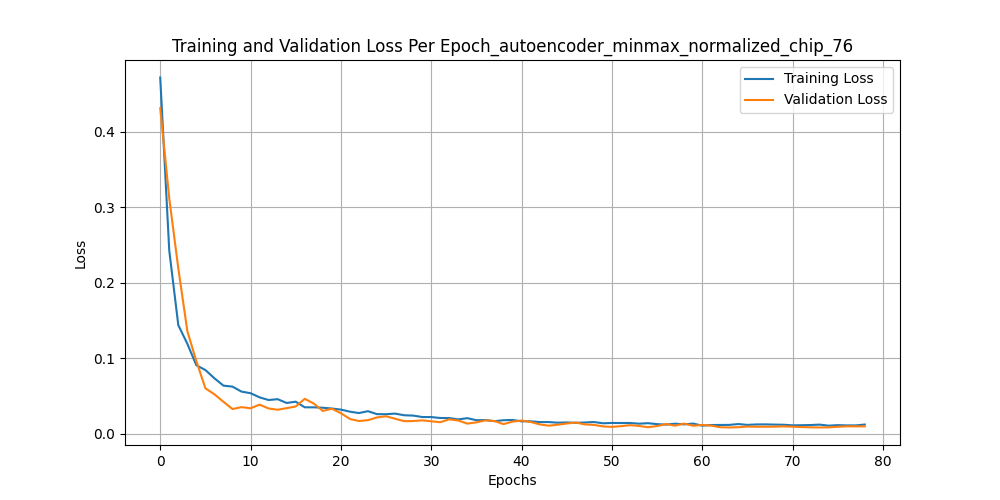 Training and Validation Loss Per Epoch_autoencoder_minmax_normalized_chip_76
Training Loss
Validation Loss
0.4
0.3
0.2
0.1
0.0
Loss
0 10 20 30 40 50 60 70 80
Epochs